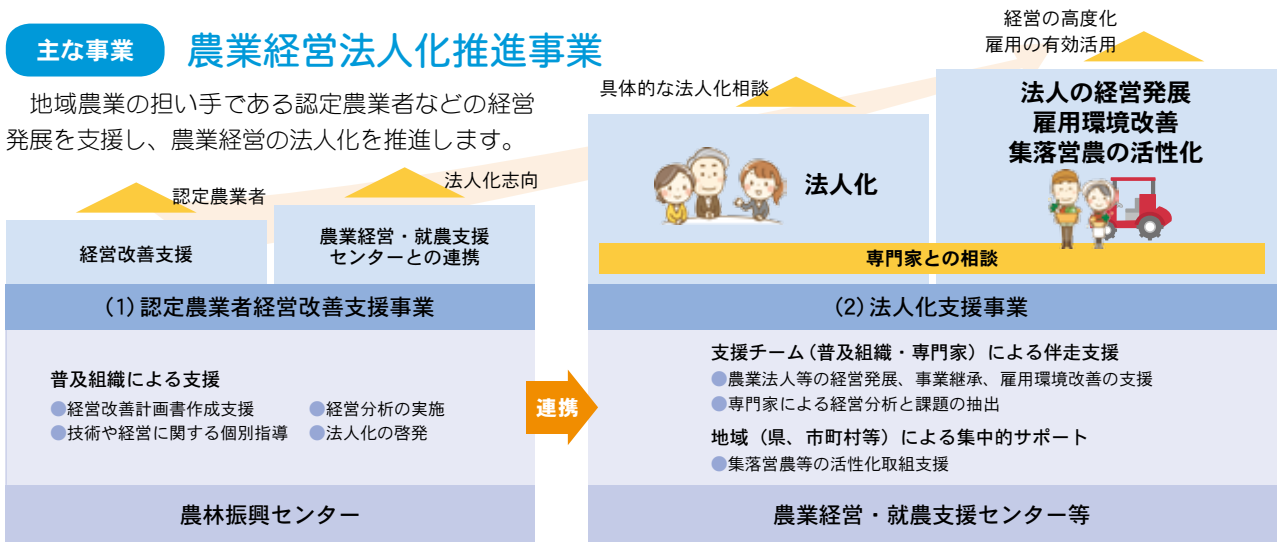 主な事業 農業経営法人化推進事業
地域農業の担い手である認定農業者などの経営
発展を支援し、農業経営の法人化を推進します。
認定農業者
法人化志向
具体的な法人化相談
経営の高度化
雇用の有効活用
経営改善支援
農業経営・就農支援
センターとの連携
法人化
法人の経営発展
雇用環境改善
集落営農の活性化
専門家との相談
(1)認定農業者経営改善支援事業
普及組織による支援
●経営改善計画書作成支援 ●経営分析の実施
●技術や経営に関する個別指導 ●法人化の啓発
農林振興センター
連携
(2)法人化支援事業
支援チーム(普及組織・専門家)による伴走支援
●農業法人等の経営発展、事業継承、雇用環境改善の支援
●専門家による経営分析と課題の抽出
地域(県、市町村等)による集中的サポート
●集落営農等の活性化取組支援
農業経営・就農支援センター等